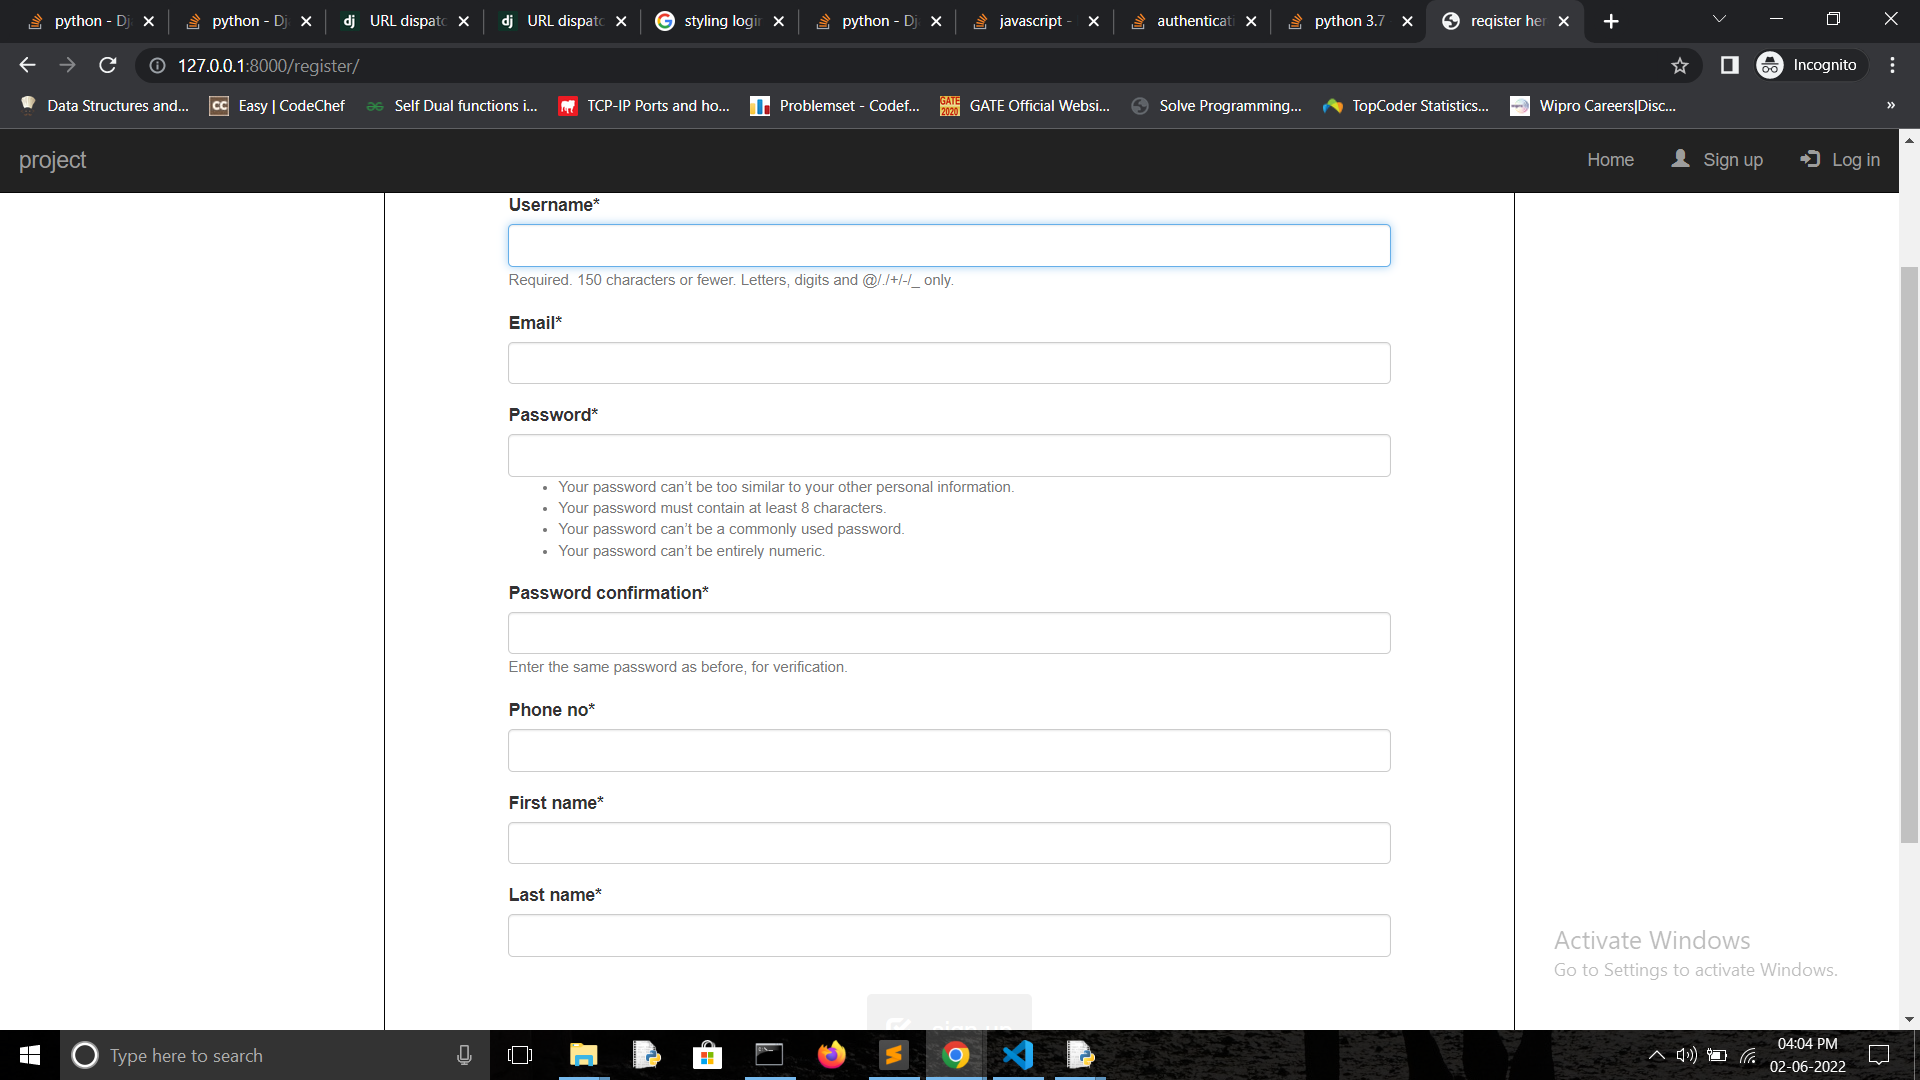 python - Dj
python - Dj
URL dispatc
URL dispatc
styling login
python - Dj
javascript -
authenticati
python 3.7
register her
127.0.0.1:8000/register/
Incognito
Data Structures and...
CC Easy | CodeChef
Self Dual functions i...
TCP-IP Ports and ho...
Problemset - Codef...
GATE 2020 GATE Official Websi...
Solve Programming...
TopCoder Statistics...
Wipro Careers|Disc...
»
project
Home
Sign up
Log in
Username*
Required. 150 characters or fewer. Letters, digits and @/./+/-/_ only.
Email*
Password*
• Your password can’t be too similar to your other personal information.
• Your password must contain at least 8 characters.
• Your password can’t be a commonly used password.
• Your password can’t be entirely numeric.
Password confirmation*
Enter the same password as before, for verification.
Phone no*
First name*
Last name*
Activate Windows
Go to Settings to activate Windows.
Type here to search
04:04 PM
02-06-2022